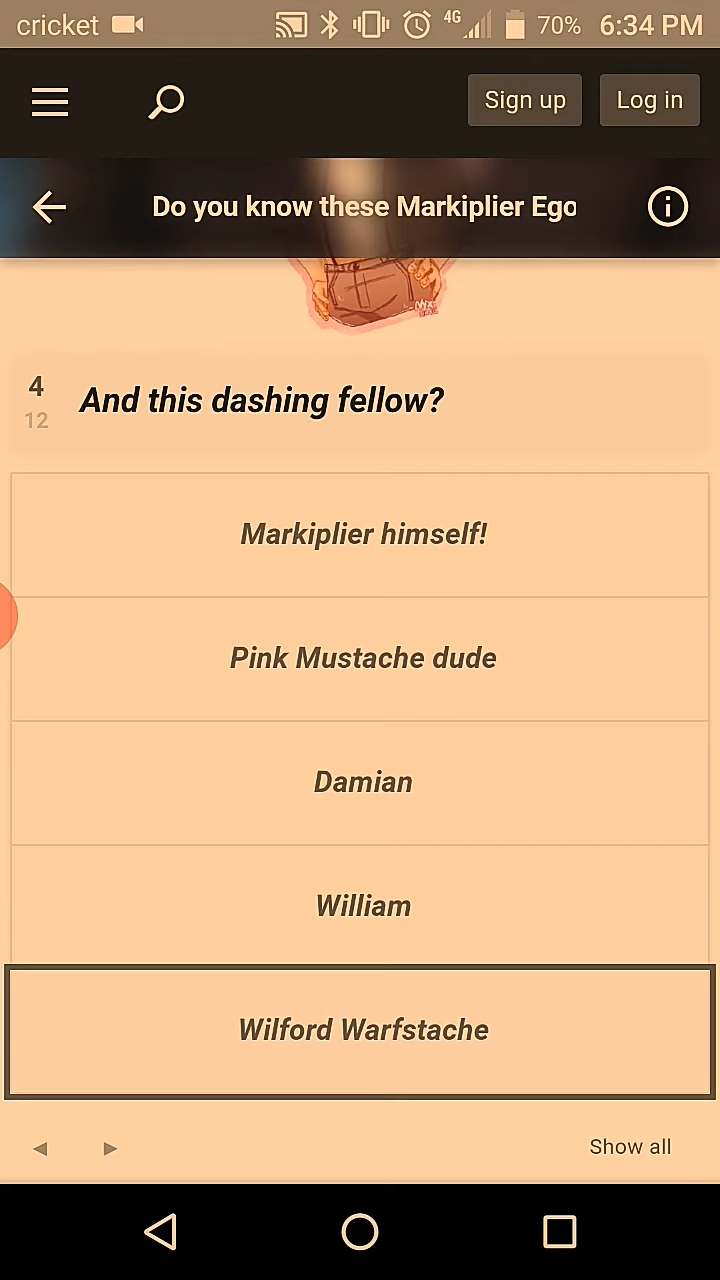 cricket 4G 70% 6:34 PM
Sign up Log in
Do you know these Markiplier Ego
4
12
And this dashing fellow?
Markiplier himself!
Pink Mustache dude
Damian
William
Wilford Warfstache
Show all